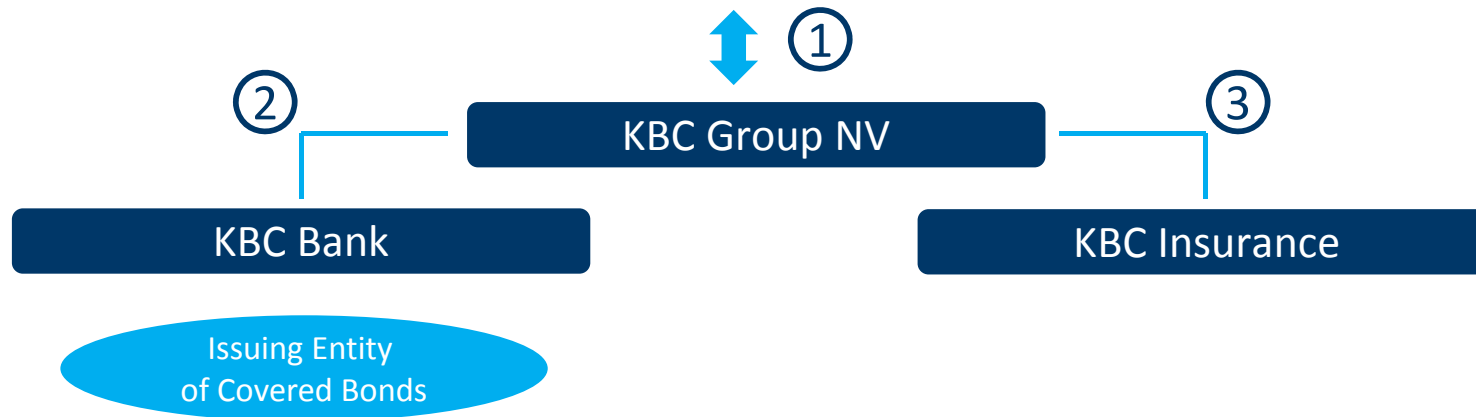 1
2
3
KBC Group NV
KBC Bank
KBC Insurance
Issuing Entity
of Covered Bonds